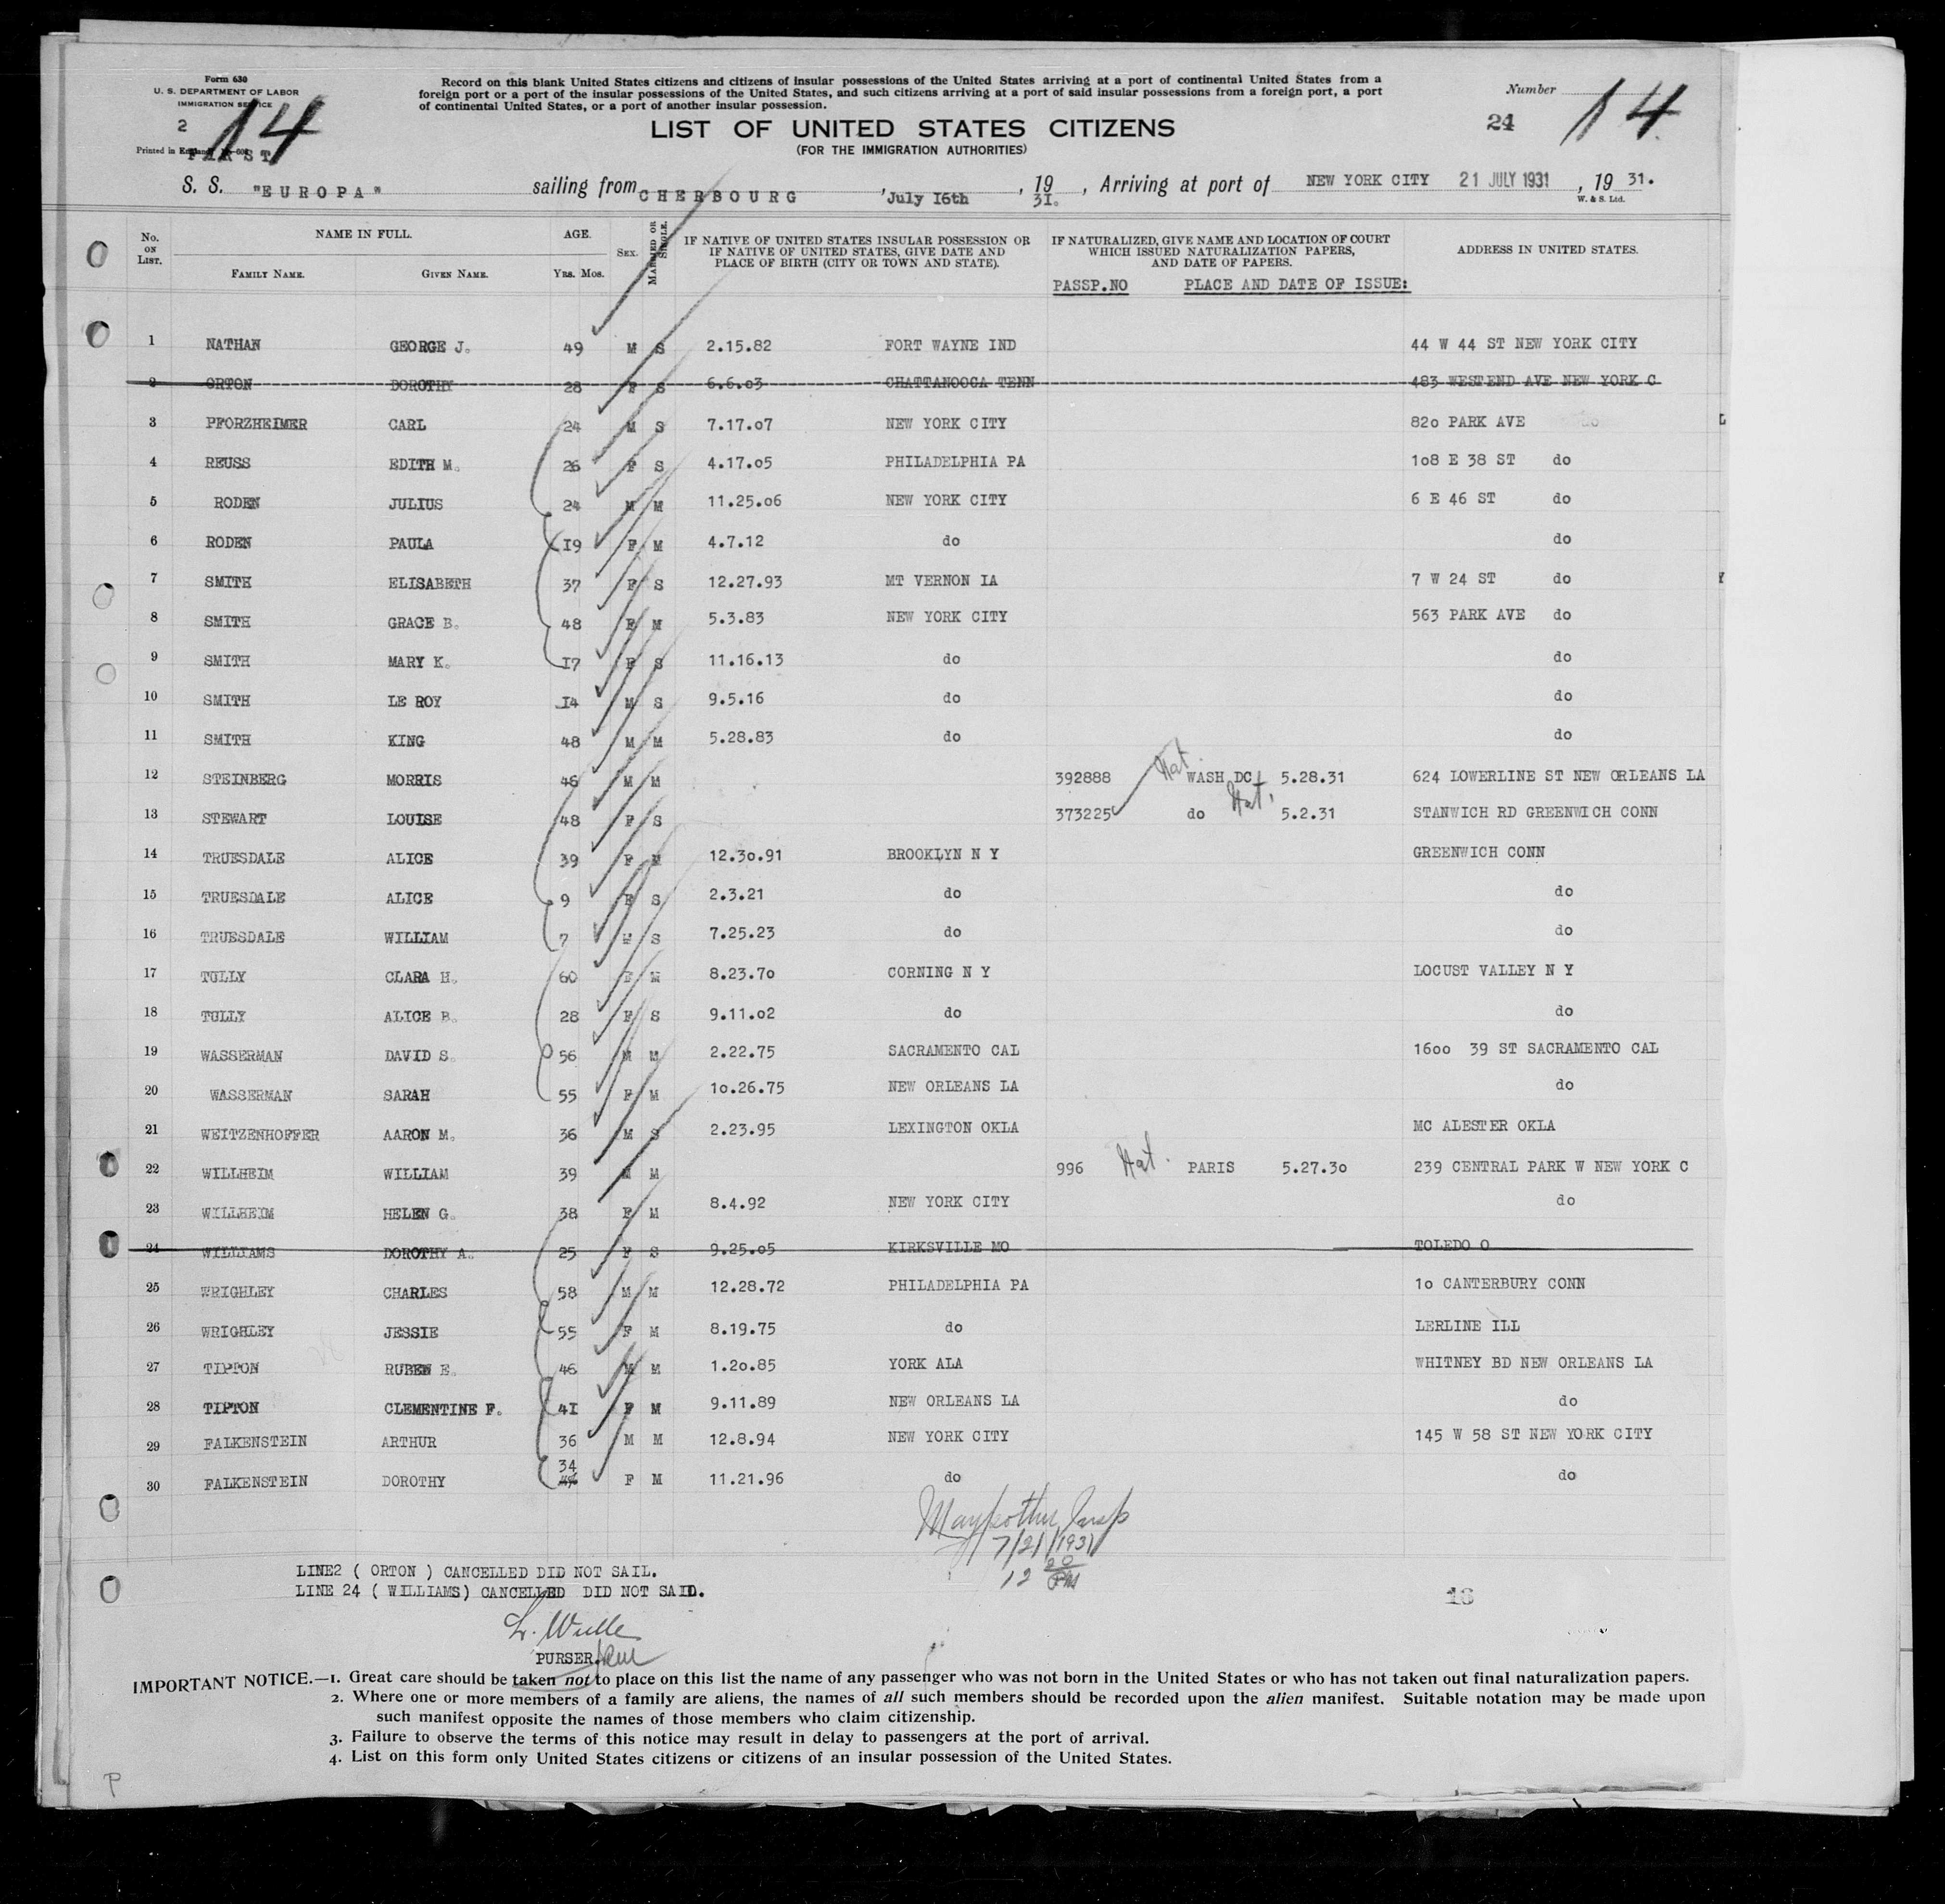 Form 630
U. S. DEPARTMENT OF LABOR
IMMIGRATION SERVICE
2
14
Printed in England
FIRST
Record on this blank United States citizens and citizens of insular possessions of the United States arriving at a port of continental United States from a
foreign port or a port of the insular possessions of the United States, and such citizens arriving at a port of said insular possessions from a foreign port, a port
of continental United States, or a port of another insular possession.
Number
24 14
LIST OF UNITED STATES CITIZENS
(FOR THE IMMIGRATION AUTHORITIES)
S. S. "EUROPA" sailing from CHERBOURG, July I6th, 19 3I., Arriving at port of NEW YORK CITY 21 JULY 1931, 19 31.
W. & S. Ltd.
No. ON LIST. NAME IN FULL. FAMILY NAME. GIVEN NAME. AGE. YRS. MOS. SEX. MARRIED OR SINGLE.
IF NATIVE OF UNITED STATES INSULAR POSSESSION OR
IF NATIVE OF UNITED STATES, GIVE DATE AND
PLACE OF BIRTH (CITY OR TOWN AND STATE).
IF NATURALIZED, GIVE NAME AND LOCATION OF COURT
WHICH ISSUED NATURALIZATION PAPERS,
AND DATE OF PAPERS.
PASSP.NO PLACE AND DATE OF ISSUE:
ADDRESS IN UNITED STATES.
1 NATHAN GEORGE J. 49 M S 2.15.82 FORT WAYNE IND 44 W 44 ST NEW YORK CITY
2 ORTON DOROTHY 28 F S 6.6.03 CHATTANOOCA TENN 483 WESTEND AVE NEW YORK C
3 PFORZHEIMER CARL 24 M S 7.17.07 NEW YORK CITY 820 PARK AVE do
4 REUSS EDITH M. 26 F S 4.17.05 PHILADELPHIA PA 108 E 38 ST do
5 RODEN JULIUS 24 M M 11.25.06 NEW YORK CITY 6 E 46 ST do
6 RODEN PAULA I9 F M 4.7.12 do do
7 SMITH ELISABETH 37 F S 12.27.93 MT VERNON IA 7 W 24 ST do
8 SMITH GRACE B. 48 F M 5.3.83 NEW YORK CITY 563 PARK AVE do
9 SMITH MARY K. I7 F S 11.16.13 do do
10 SMITH LE ROY I4 M S 9.5.16 do do
11 SMITH KING 48 M M 5.28.83 do do
12 STEINBERG MORRIS 46 M M 392888 Nat WASH DC 5.28.31 624 LOWERLINE ST NEW ORLEANS LA
13 STEWART LOUISE 48 F S 373225 do Nat. 5.2.31 STANWICH RD GREENWICH CONN
14 TRUESDALE ALICE 39 F M 12.30.91 BROOKLYN N Y GREENWICH CONN
15 TRUESDALE ALICE 9 F S 2.3.21 do do
16 TRUESDALE WILLIAM 7 M S 7.25.23 do do
17 TULLY CLARA H. 60 F M 8.23.70 CORNING N Y LOCUST VALLEY N Y
18 TULLY ALICE B. 28 F S 9.11.02 do do
19 WASSERMAN DAVID S. 56 M M 2.22.75 SACRAMENTO CAL 1600 39 ST SACRAMENTO CAL
20 WASSERMAN SARAH 55 F M 10.26.75 NEW ORLEANS LA do
21 WEITZENHOFFER AARON M. 36 M S 2.23.95 LEXINGTON OKLA MC ALESTER OKLA
22 WILLHEIM WILLIAM 39 M M 996 Nat. PARIS 5.27.30 239 CENTRAL PARK W NEW YORK C
23 WILLHEIM HELEN G. 38 F M 8.4.92 NEW YORK CITY do
24 WILLIAMS DOROTHY A. 25 F S 9.25.05 KIRKSVILLE MO TOLEDO O
25 WRIGHLEY CHARLES 58 M M 12.28.72 PHILADELPHIA PA 10 CANTERBURY CONN
26 WRIGHLEY JESSIE 55 F M 8.19.75 do LERLINE ILL
27 TIPTON RUBEN E. 46 M M 1.20.85 YORK ALA WHITNEY BD NEW ORLEANS LA
28 TIPTON CLEMENTINE F. 4I F M 9.11.89 NEW ORLEANS LA do
29 FALKENSTEIN ARTHUR 36 M M 12.8.94 NEW YORK CITY 145 W 58 ST NEW YORK CITY
30 FALKENSTEIN DOROTHY 34 F M 11.21.96 do do
Insp
7/21/1931
12 20 PM
LINE2 ( ORTON ) CANCELLED DID NOT SAIL.
LINE 24 ( WILLIAMS) CANCELLED DID NOT SAIL.
18
PURSER
IMPORTANT NOTICE.—1. Great care should be taken not to place on this list the name of any passenger who was not born in the United States or who has not taken out final naturalization papers.
2. Where one or more members of a family are aliens, the names of all such members should be recorded upon the alien manifest. Suitable notation may be made upon
such manifest opposite the names of those members who claim citizenship.
3. Failure to observe the terms of this notice may result in delay to passengers at the port of arrival.
4. List on this form only United States citizens or citizens of an insular possession of the United States.
P